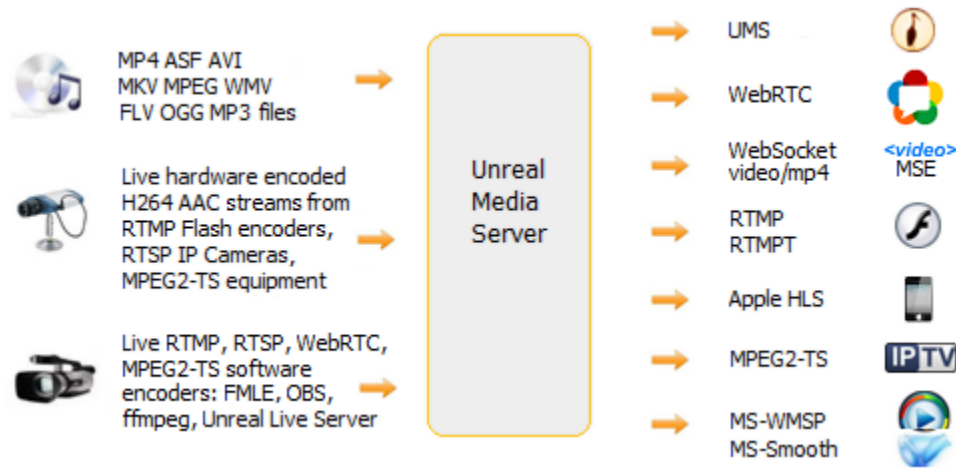 MP4 ASF AVI
MKV MPEG WMV
FLV OGG MP3 files
Live hardware encoded
H264 AAC streams from
RTMP Flash encoders,
RTSP IP Cameras,
MPEG2-TS equipment
Live RTMP, RTSP, WebRTC,
MPEG2-TS software
encoders: FMLE, OBS,
ffmpeg, Unreal Live Server
Unreal
Media
Server
UMS
WebRTC
WebSocket
video/mp4
<video>
MSE
RTMP
RTMPT
Apple HLS
MPEG2-TS
IPTV
MS-WMSP
MS-Smooth